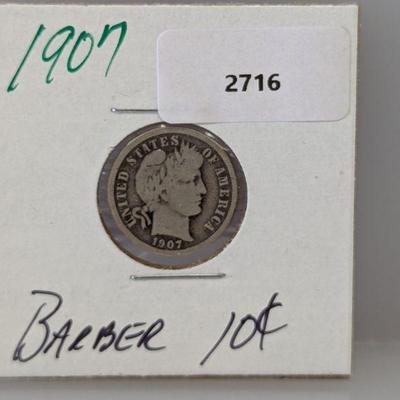 1907
2716
UNITED STATES OF AMERICA
1907
BARBER 10¢